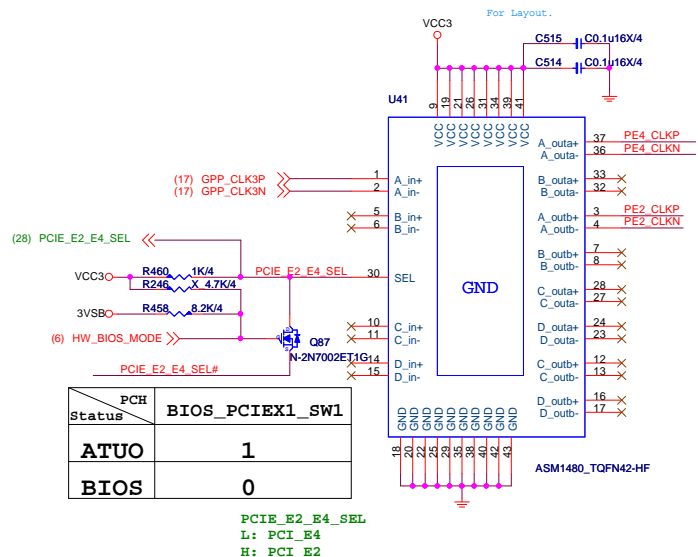 For Layout.
VCC3
C515 C0.1u16X/4
C514 C0.1u16X/4
U41
9 19 21 26 31 34 39 41
VCC VCC VCC VCC VCC VCC VCC VCC
A_outa+ 37 PE4_CLKP
A_outa- 36 PE4_CLKN
(17) GPP_CLK3P 1 A_in+
(17) GPP_CLK3N 2 A_in-
B_outa+ 33
B_outa- 32
5 B_in+
6 B_in-
A_outb+ 3 PE2_CLKP
A_outb- 4 PE2_CLKN
(28) PCIE_E2_E4_SEL
B_outb+ 7
B_outb- 8
VCC3 R460 1K/4 PCIE_E2_E4_SEL 30 SEL
R246 X_4.7K/4
GND
C_outa+ 28
C_outa- 27
3VSB R458 8.2K/4
(6) HW_BIOS_MODE
Q87
N-2N7002ET1G
10 C_in+
11 C_in-
D_outa+ 24
D_outa- 23
PCIE_E2_E4_SEL#
14 D_in+
15 D_in-
C_outb+ 12
C_outb- 13
D_outb+ 16
D_outb- 17
GND GND GND GND GND GND GND GND GND GND
18 20 22 25 29 35 38 40 42 43
ASM1480_TQFN42-HF
PCH
Status BIOS_PCIEX1_SW1
ATUO 1
BIOS 0
PCIE_E2_E4_SEL
L: PCI_E4
H: PCI_E2